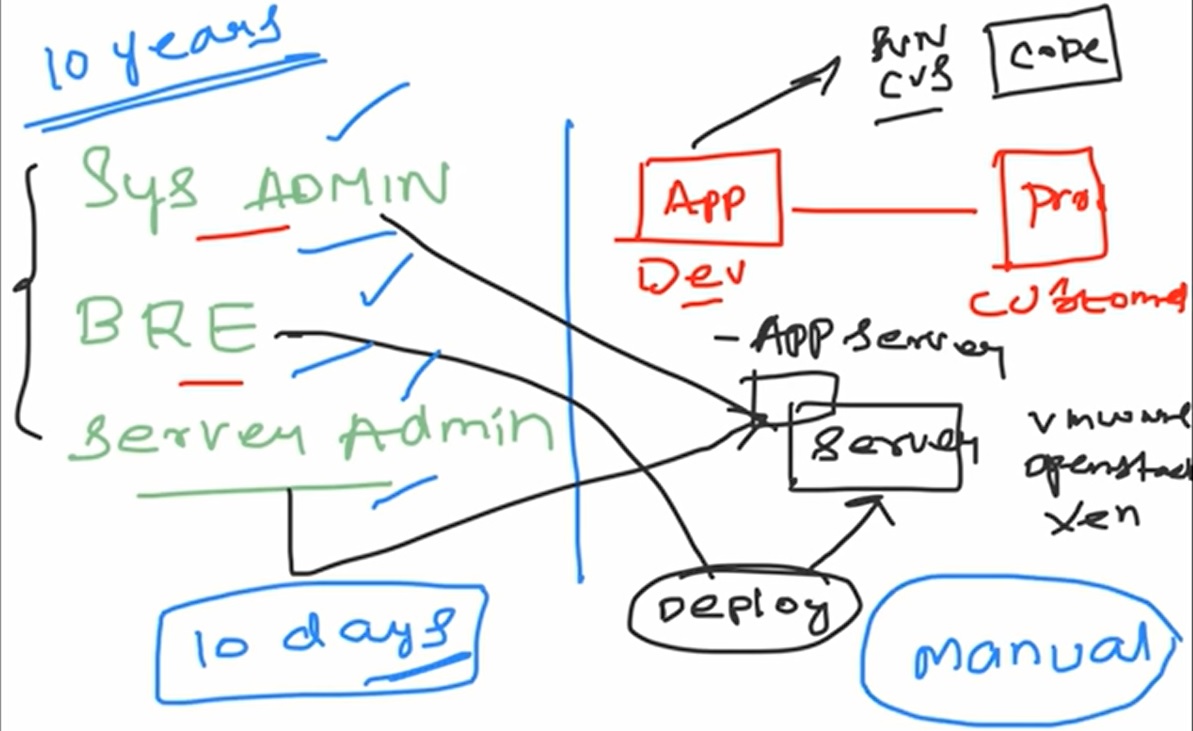 10 years
Sys ADMIN
BRE
Server Admin
10 days
SVN
CVS
CODE
App
Dev
Pro
Customer
- App server
Server
vmware
openstack
Xen
Deploy
manual